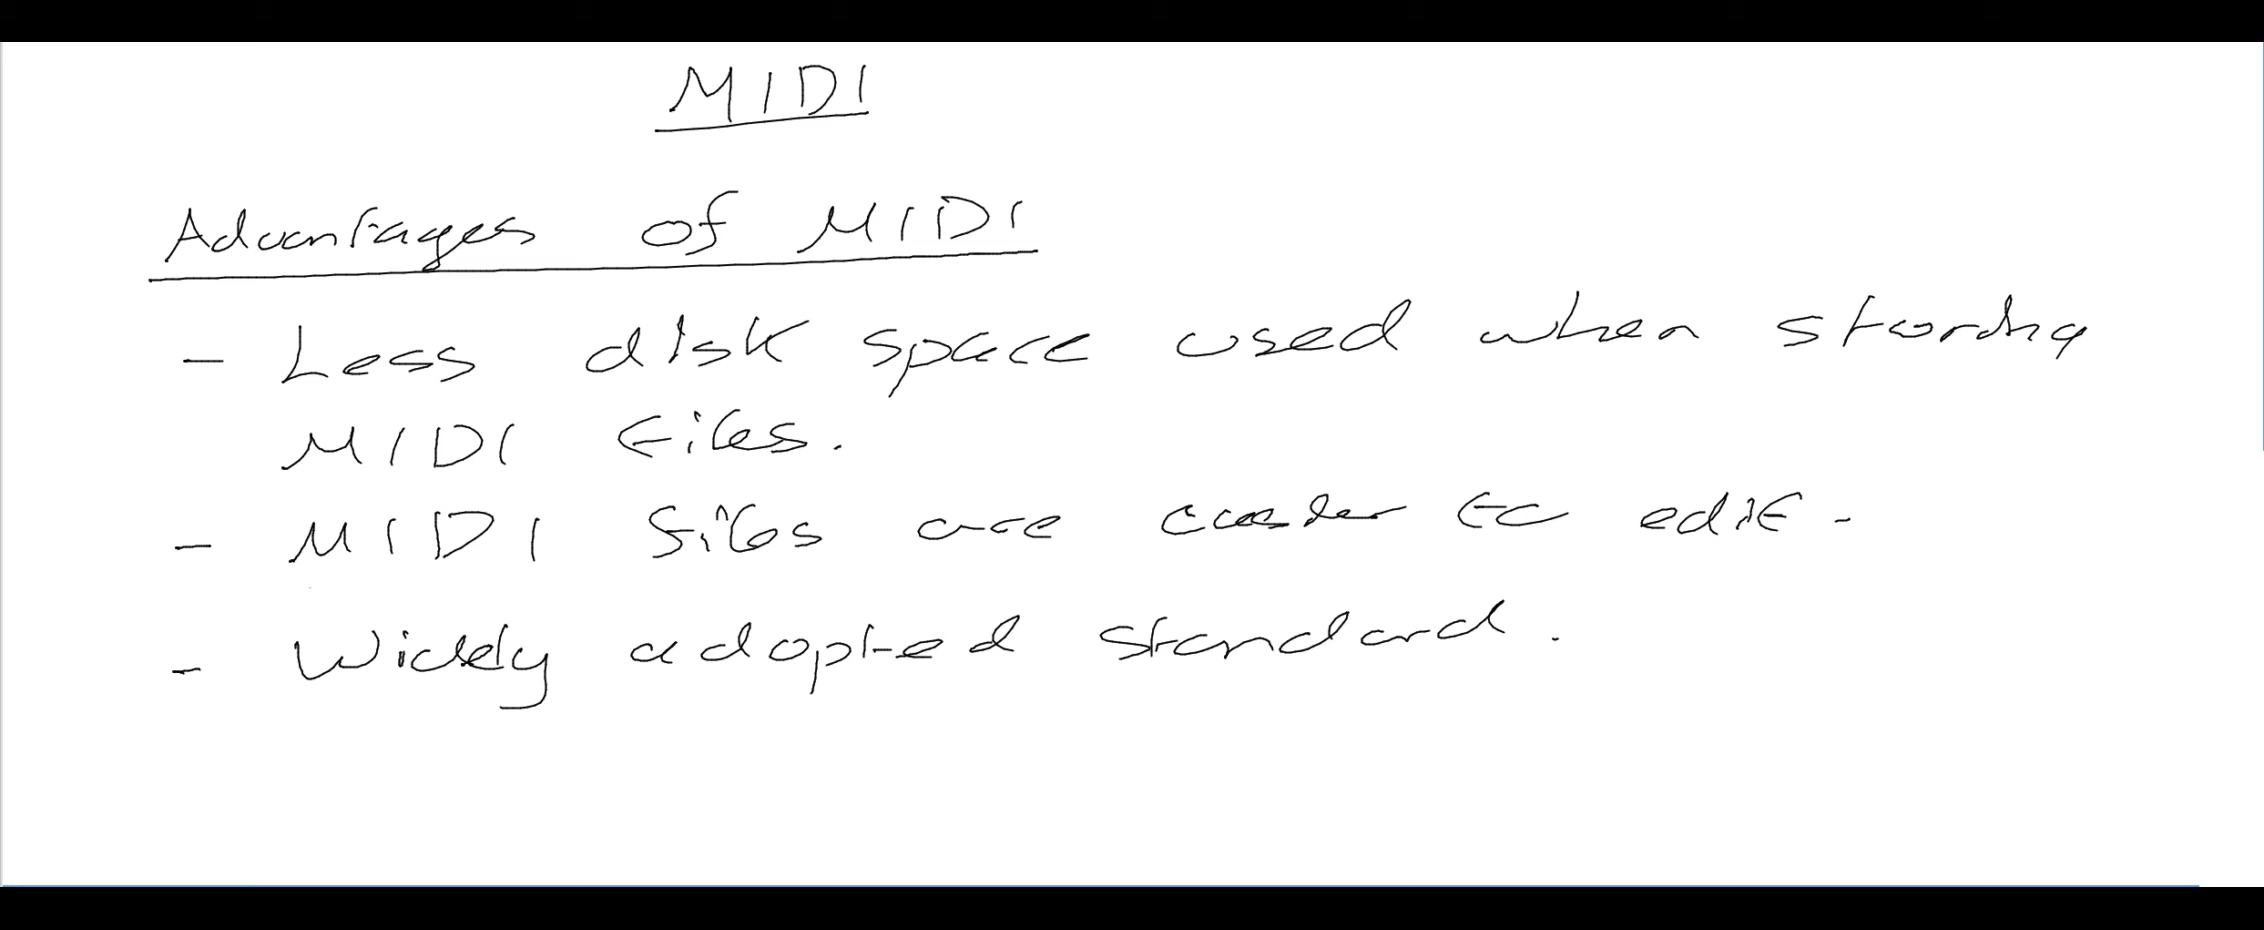 MIDI
Advantages of MIDI
- Less disk space used when storing
MIDI files.
- MIDI files are easier to edit.
- Widely adopted standard.